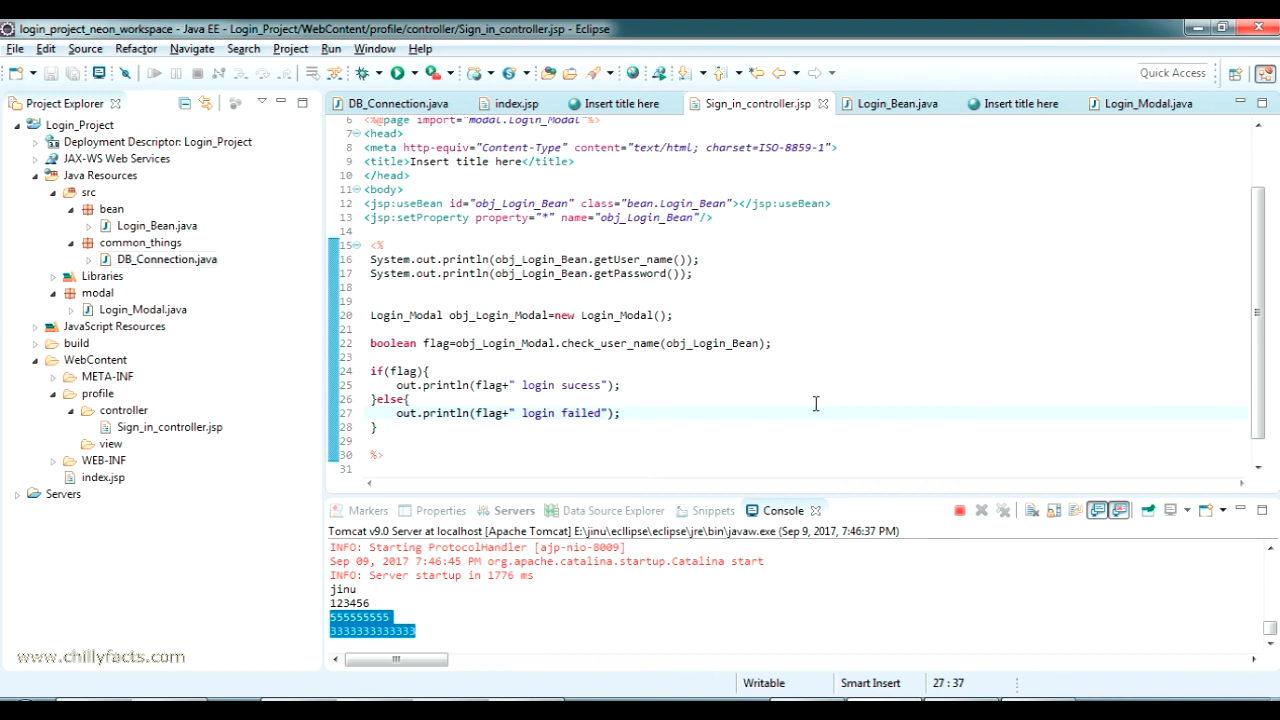 login_project_neon_workspace - Java EE - Login_Project/WebContent/profile/controller/Sign_in_controller.jsp - Eclipse
File Edit Source Refactor Navigate Search Project Run Window Help
Quick Access
Project Explorer
DB_Connection.java index.jsp Insert title here Sign_in_controller.jsp Login_Bean.java Insert title here Login_Modal.java
Login_Project
Deployment Descriptor: Login_Project
JAX-WS Web Services
Java Resources
src
bean
Login_Bean.java
common_things
DB_Connection.java
Libraries
modal
Login_Modal.java
JavaScript Resources
build
WebContent
META-INF
profile
controller
Sign_in_controller.jsp
view
WEB-INF
index.jsp
Servers
6 <%@page import="modal.Login_Modal"%>
7 <head>
8 <meta http-equiv="Content-Type" content="text/html; charset=ISO-8859-1">
9 <title>Insert title here</title>
10 </head>
11 <body>
12 <jsp:useBean id="obj_Login_Bean" class="bean.Login_Bean"></jsp:useBean>
13 <jsp:setProperty property="*" name="obj_Login_Bean"/>
14
15 <%
16 System.out.println(obj_Login_Bean.getUser_name());
17 System.out.println(obj_Login_Bean.getPassword());
18
19
20 Login_Modal obj_Login_Modal=new Login_Modal();
21
22 boolean flag=obj_Login_Modal.check_user_name(obj_Login_Bean);
23
24 if(flag){
25 out.println(flag+" login sucess");
26 }else{
27 out.println(flag+" login failed");
28 }
29
30 %>
31
Markers Properties Servers Data Source Explorer Snippets Console
Tomcat v9.0 Server at localhost [Apache Tomcat] E:\jinu\ecllipse\eclipse\jre\bin\javaw.exe (Sep 9, 2017, 7:46:37 PM)
INFO: Starting ProtocolHandler [ajp-nio-8009]
Sep 09, 2017 7:46:45 PM org.apache.catalina.startup.Catalina start
INFO: Server startup in 1776 ms
jinu
123456
555555555
3333333333333
www.chillyfacts.com
Writable Smart Insert 27 : 37